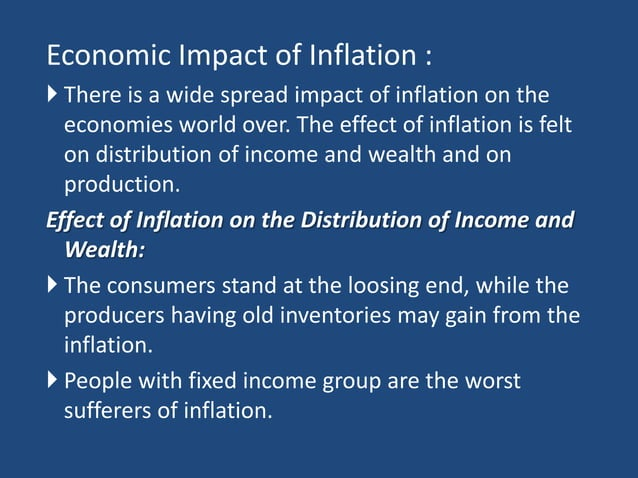 Economic Impact of Inflation :
There is a wide spread impact of inflation on the
economies world over. The effect of inflation is felt
on distribution of income and wealth and on
production.
Effect of Inflation on the Distribution of Income and
Wealth:
The consumers stand at the loosing end, while the
producers having old inventories may gain from the
inflation.
People with fixed income group are the worst
sufferers of inflation.